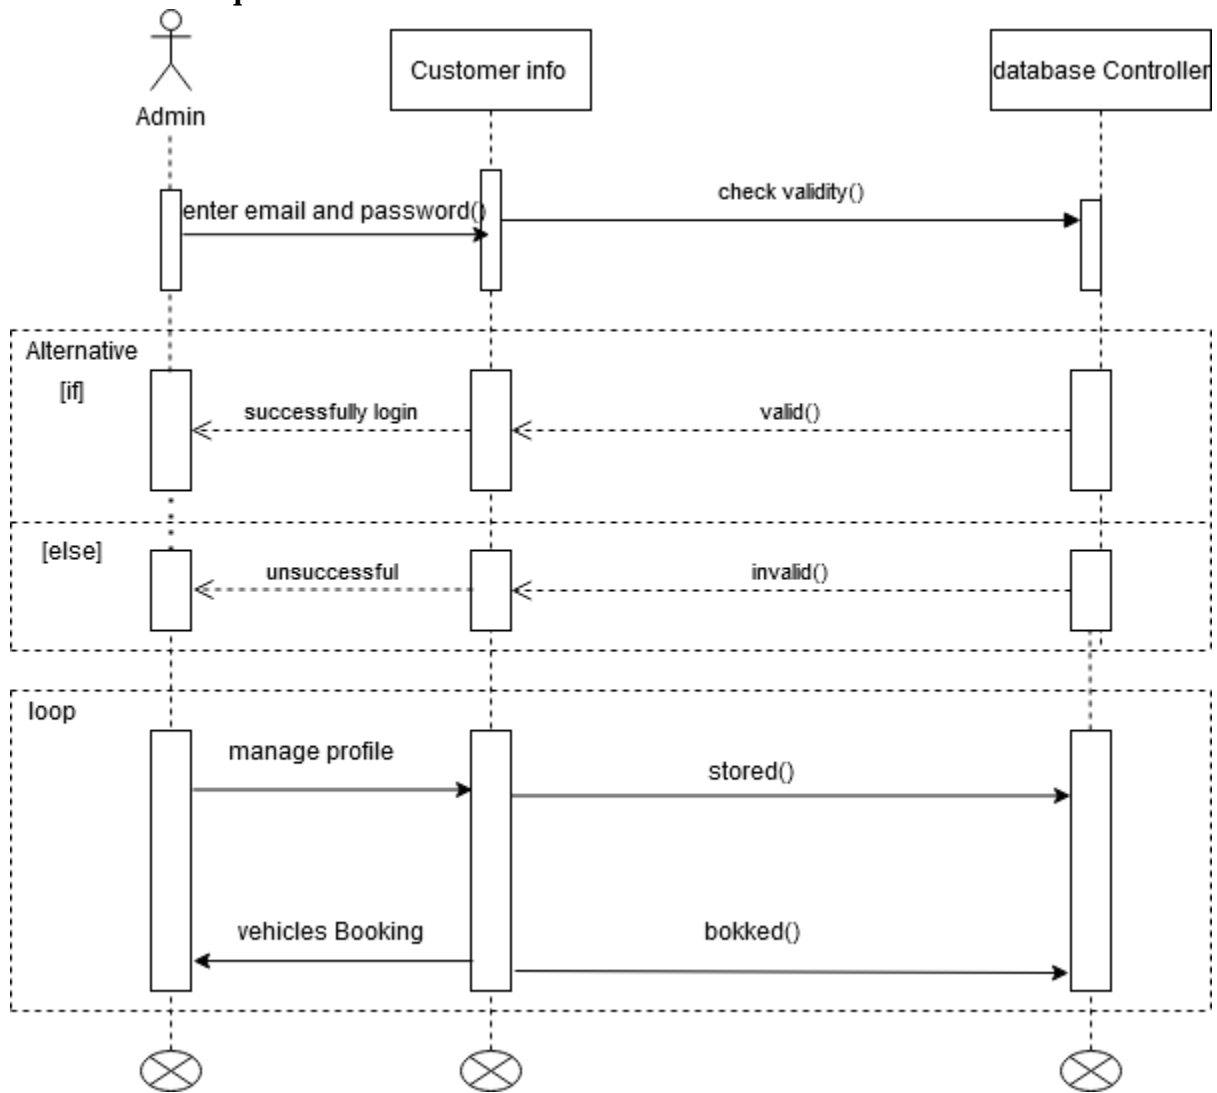 Customer info
database Controller
Admin
check validity()
enter email and password()
Alternative
[if]
successfully login
valid()
[else]
unsuccessful
invalid()
loop
manage profile
stored()
vehicles Booking
bokked()